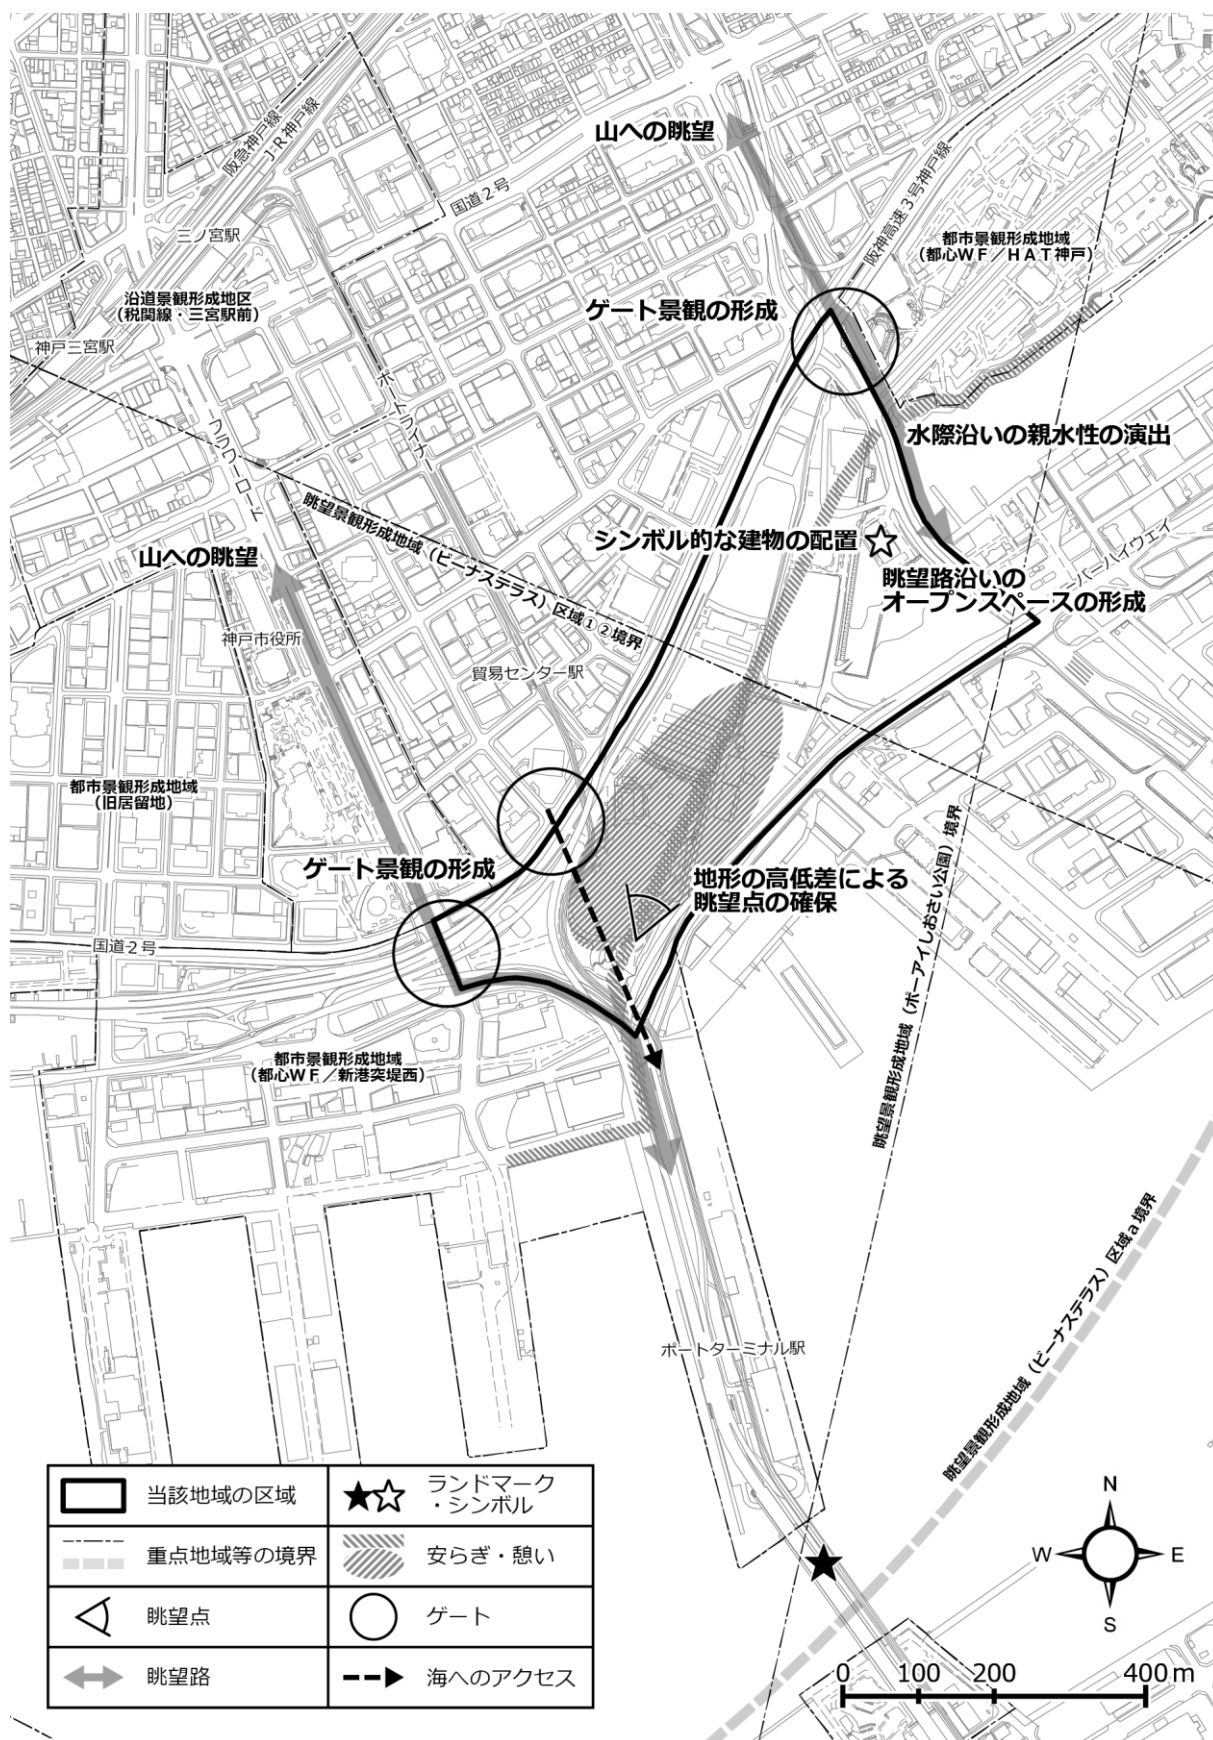 山への眺望
阪急神戸線
J-R神戸線
国道2号
三ノ宮駅
阪神高速3号神戸線
都市景観形成地域
（都心WF／HAT神戸）
沿道景観形成地区
（税関線・三宮駅前）
ゲート景観の形成
神戸三宮駅
ポートライナー
フラワーロード
水際沿いの親水性の演出
眺望景観形成地域（ビーナステラス）区域①②境界
シンボル的な建物の配置
ハーバーハイウェイ
山への眺望
眺望路沿いの
オープンスペースの形成
神戸市役所
貿易センター駅
都市景観形成地域
（旧居留地）
ゲート景観の形成
地形の高低差による
眺望点の確保
国道2号
眺望景観形成地域（ポーアイしおさい公園）境界
都市景観形成地域
（都心WF／新港突堤西）
眺望景観形成地域（ビーナステラス）区域a境界
ポートターミナル駅
当該地域の区域
ランドマーク
・シンボル
重点地域等の境界
安らぎ・憩い
眺望点
ゲート
眺望路
海へのアクセス
N
W
E
S
0 100 200 400m